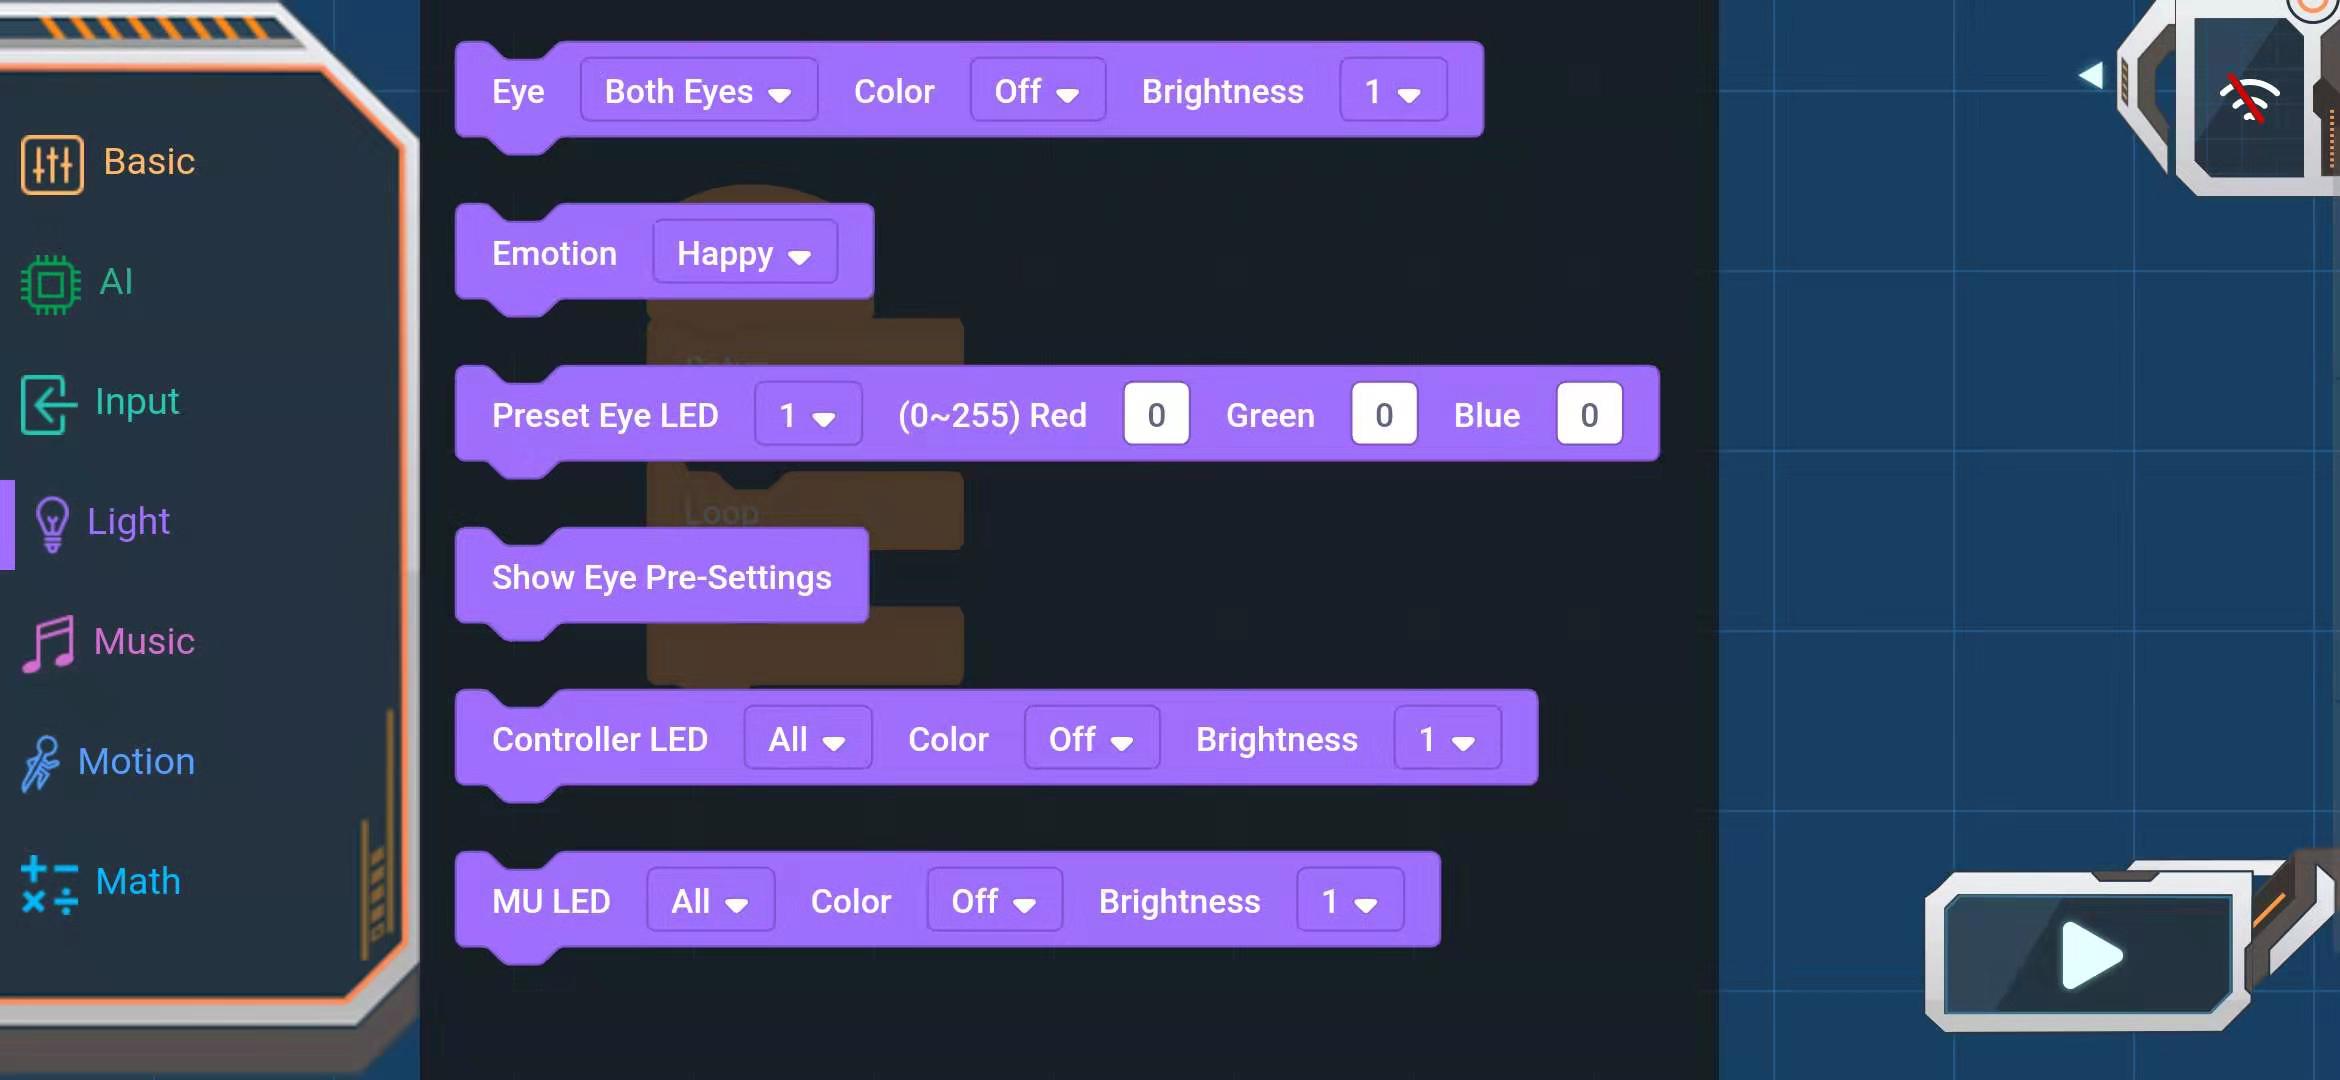 Basic
AI
Input
Light
Music
Motion
Math
Eye Both Eyes Color Off Brightness 1
Emotion Happy
Preset Eye LED 1 (0~255) Red 0 Green 0 Blue 0
Loop
Show Eye Pre-Settings
Controller LED All Color Off Brightness 1
MU LED All Color Off Brightness 1